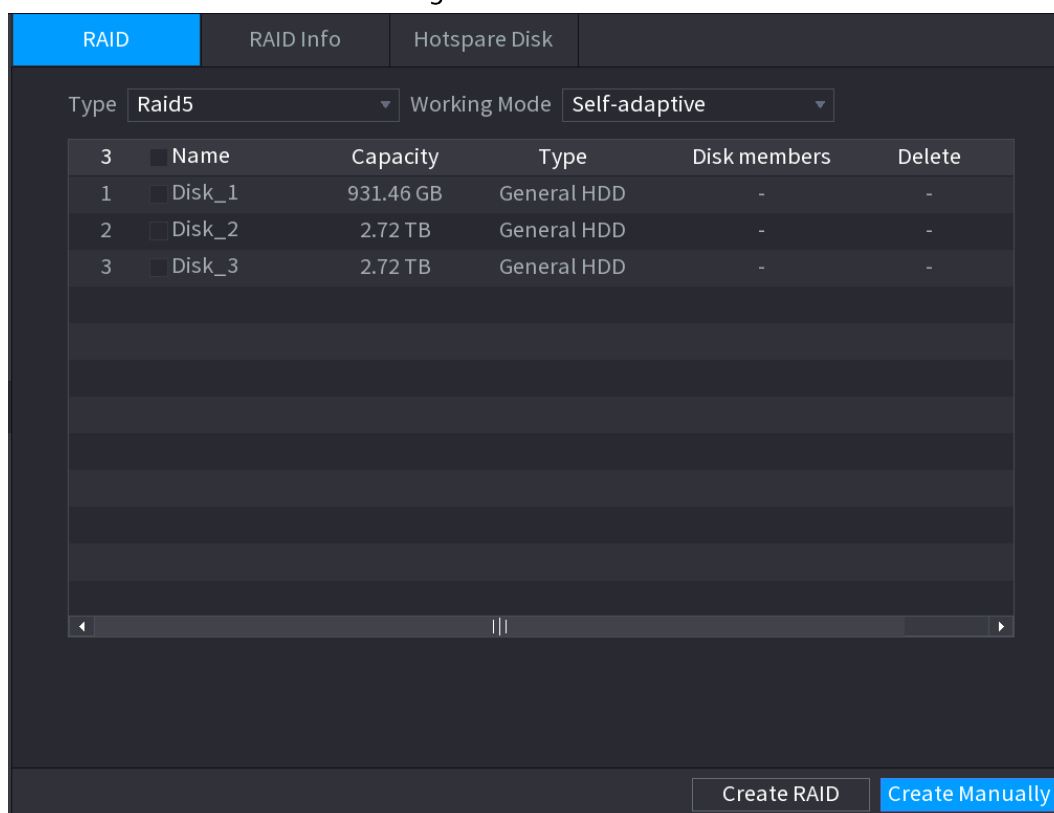 RAID RAID Info Hotspare Disk
Type Raid5 Working Mode Self-adaptive
3 Name Capacity Type Disk members Delete
1 Disk_1 931.46 GB General HDD - -
2 Disk_2 2.72 TB General HDD - -
3 Disk_3 2.72 TB General HDD - -
Create RAID Create Manually